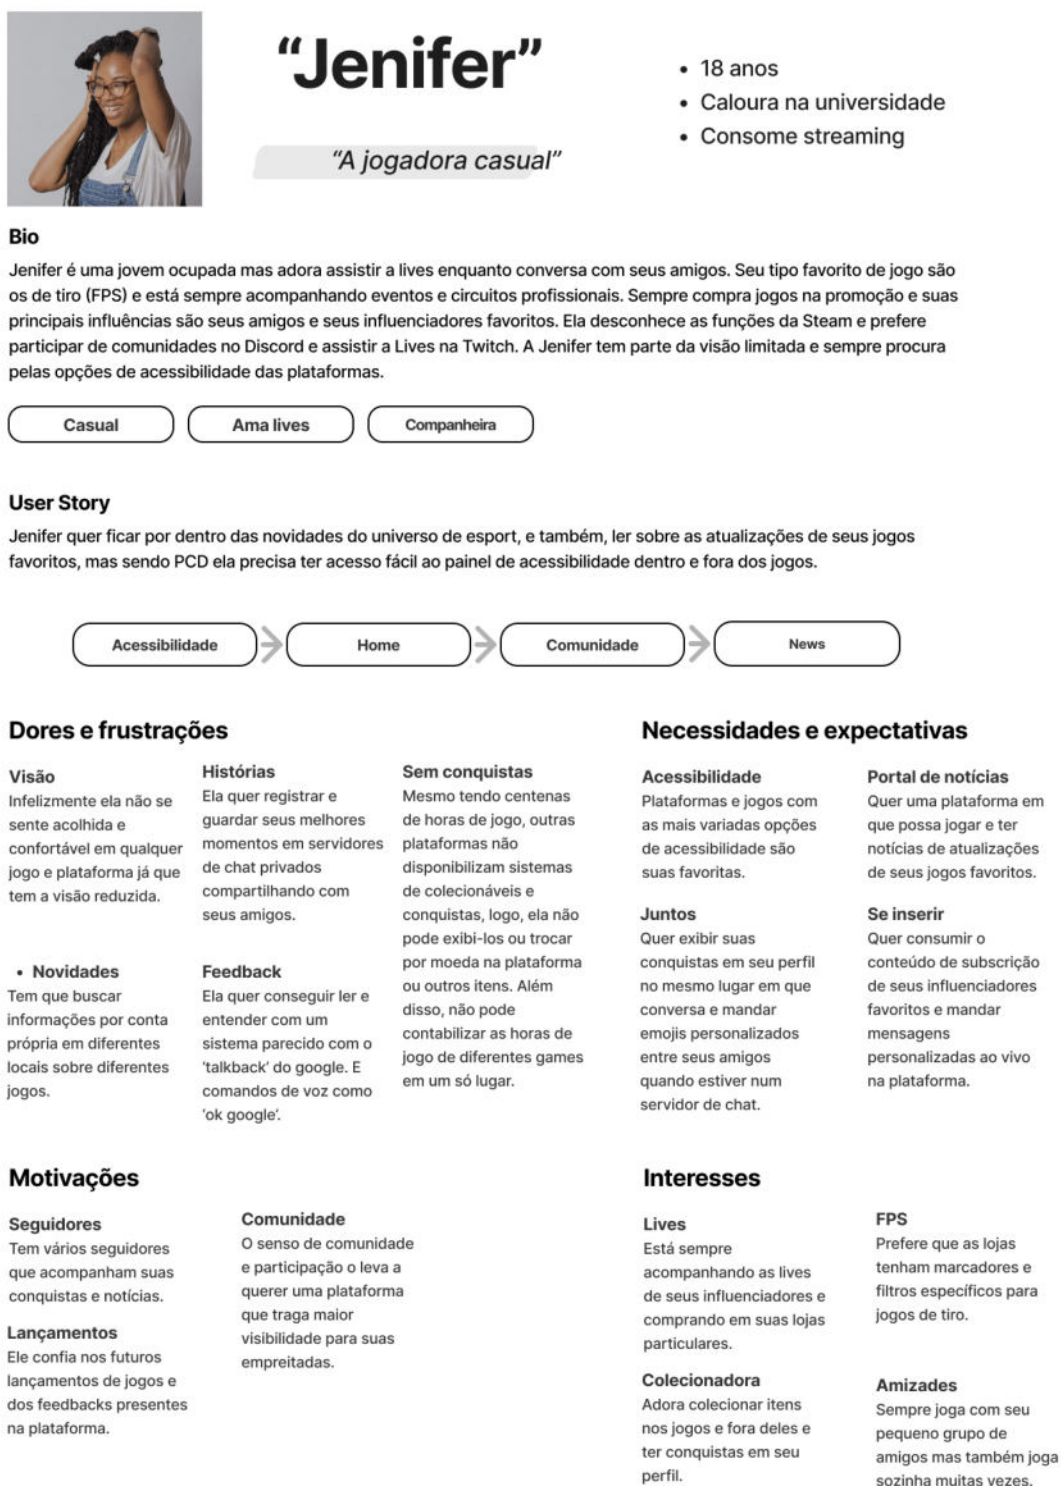 “Jenifer”
“A jogadora casual”
• 18 anos
• Caloura na universidade
• Consome streaming
Bio
Jenifer é uma jovem ocupada mas adora assistir a lives enquanto conversa com seus amigos. Seu tipo favorito de jogo são
os de tiro (FPS) e está sempre acompanhando eventos e circuitos profissionais. Sempre compra jogos na promoção e suas
principais influências são seus amigos e seus influenciadores favoritos. Ela desconhece as funções da Steam e prefere
participar de comunidades no Discord e assistir a Lives na Twitch. A Jenifer tem parte da visão limitada e sempre procura
pelas opções de acessibilidade das plataformas.
Casual
Ama lives
Companheira
User Story
Jenifer quer ficar por dentro das novidades do universo de esport, e também, ler sobre as atualizações de seus jogos
favoritos, mas sendo PCD ela precisa ter acesso fácil ao painel de acessibilidade dentro e fora dos jogos.
Acessibilidade
Home
Comunidade
News
Dores e frustrações
Visão
Infelizmente ela não se
sente acolhida e
confortável em qualquer
jogo e plataforma já que
tem a visão reduzida.
• Novidades
Tem que buscar
informações por conta
própria em diferentes
locais sobre diferentes
jogos.
Histórias
Ela quer registrar e
guardar seus melhores
momentos em servidores
de chat privados
compartilhando com
seus amigos.
Feedback
Ela quer conseguir ler e
entender com um
sistema parecido com o
‘talkback’ do google. E
comandos de voz como
‘ok google’.
Sem conquistas
Mesmo tendo centenas
de horas de jogo, outras
plataformas não
disponibilizam sistemas
de colecionáveis e
conquistas, logo, ela não
pode exibi-los ou trocar
por moeda na plataforma
ou outros itens. Além
disso, não pode
contabilizar as horas de
jogo de diferentes games
em um só lugar.
Necessidades e expectativas
Acessibilidade
Plataformas e jogos com
as mais variadas opções
de acessibilidade são
suas favoritas.
Juntos
Quer exibir suas
conquistas em seu perfil
no mesmo lugar em que
conversa e mandar
emojis personalizados
entre seus amigos
quando estiver num
servidor de chat.
Portal de notícias
Quer uma plataforma em
que possa jogar e ter
notícias de atualizações
de seus jogos favoritos.
Se inserir
Quer consumir o
conteúdo de subscrição
de seus influenciadores
favoritos e mandar
mensagens
personalizadas ao vivo
na plataforma.
Motivações
Seguidores
Tem vários seguidores
que acompanham suas
conquistas e notícias.
Lançamentos
Ele confia nos futuros
lançamentos de jogos e
dos feedbacks presentes
na plataforma.
Comunidade
O senso de comunidade
e participação o leva a
querer uma plataforma
que traga maior
visibilidade para suas
empreitadas.
Interesses
Lives
Está sempre
acompanhando as lives
de seus influenciadores e
comprando em suas lojas
particulares.
Colecionadora
Adora colecionar itens
nos jogos e fora deles e
ter conquistas em seu
perfil.
FPS
Prefere que as lojas
tenham marcadores e
filtros específicos para
jogos de tiro.
Amizades
Sempre joga com seu
pequeno grupo de
amigos mas também joga
sozinha muitas vezes.